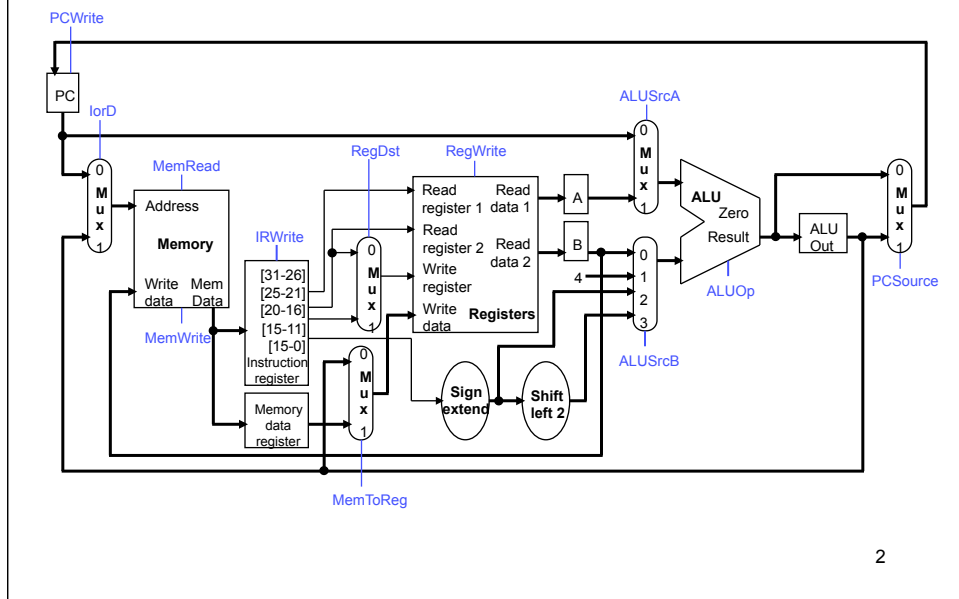 PCWrite
PC
IorD
MemRead
Address
Memory
Write
data
Mem
Data
MemWrite
0
M
u
x
1
IRWrite
[31-26]
[25-21]
[20-16]
[15-11]
[15-0]
Instruction
register
Memory
data
register
RegDst
0
M
u
x
1
0
M
u
x
1
MemToReg
RegWrite
Read
register 1
Read
register 2
Write
register
Write
data
Read
data 1
Read
data 2
Registers
Sign
extend
Shift
left 2
A
B
4
ALUSrcA
0
M
u
x
1
0
1
2
3
ALUSrcB
ALU
Zero
Result
ALUOp
ALU
Out
0
M
u
x
1
PCSource
2